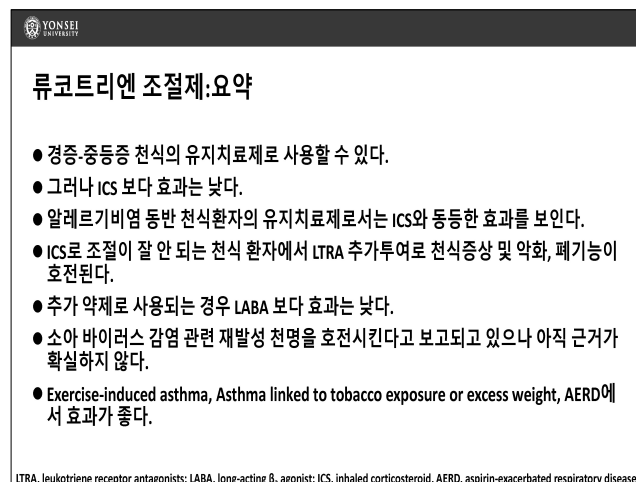 YONSEI
UNIVERSITY
류코트리엔 조절제:요약
● 경증-중등증 천식의 유지치료제로 사용할 수 있다.
● 그러나 ICS 보다 효과는 낮다.
● 알레르기비염 동반 천식환자의 유지치료제로서는 ICS와 동등한 효과를 보인다.
● ICS로 조절이 잘 안 되는 천식 환자에서 LTRA 추가투여로 천식증상 및 악화, 폐기능이
호전된다.
● 추가 약제로 사용되는 경우 LABA 보다 효과는 낮다.
● 소아 바이러스 감염 관련 재발성 천명을 호전시킨다고 보고되고 있으나 아직 근거가
확실하지 않다.
● Exercise-induced asthma, Asthma linked to tobacco exposure or excess weight, AERD에
서 효과가 좋다.
LTRA, leukotriene receptor antagonists; LABA, long-acting β₂ agonist; ICS, inhaled corticosteroid, AERD, aspirin-exacerbated respiratory disease